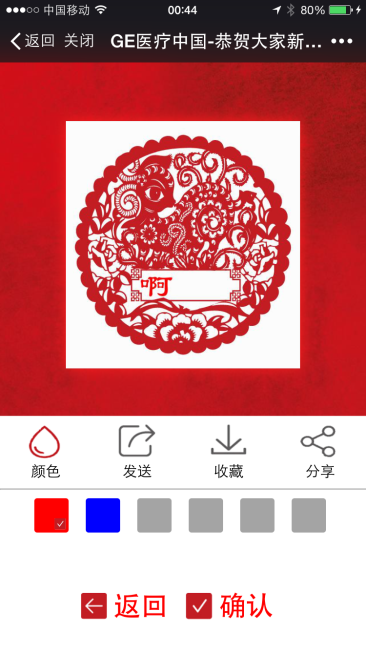 中国移动 00:44 80%
返回 关闭 GE医疗中国-恭贺大家新...
啊
颜色 发送 收藏 分享
返回 确认